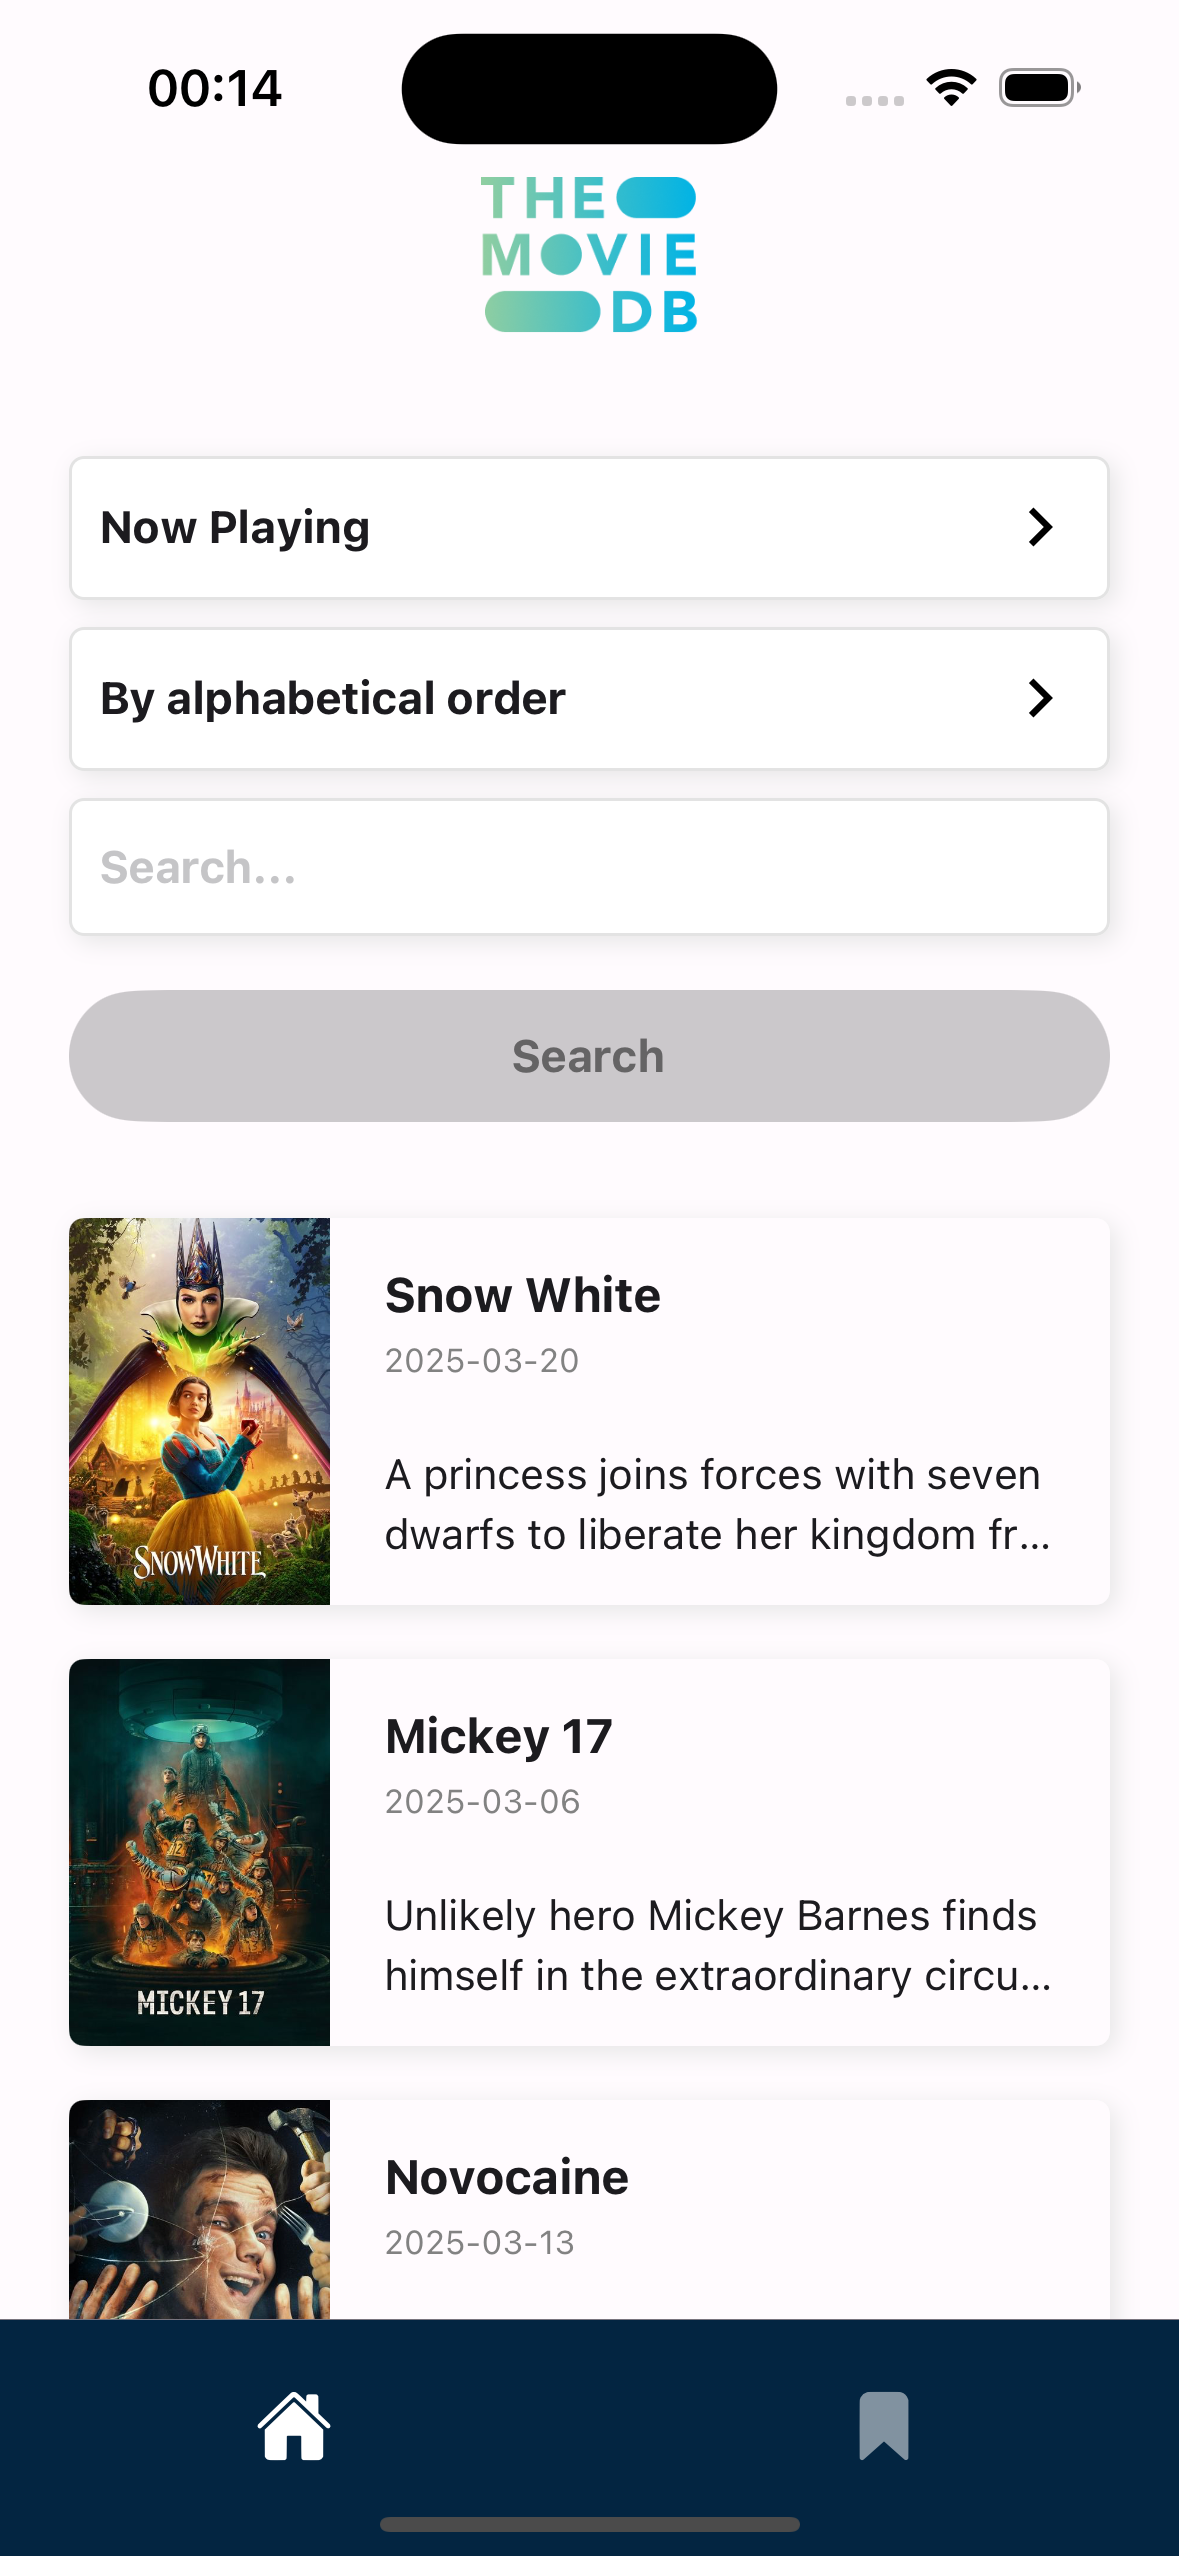 00:14
THE
MOVIE
DB
Now Playing
By alphabetical order
Search...
Search
Snow White
2025-03-20
A princess joins forces with seven
dwarfs to liberate her kingdom fr...
SNOW WHITE
Mickey 17
2025-03-06
Unlikely hero Mickey Barnes finds
himself in the extraordinary circu...
MICKEY 17
Novocaine
2025-03-13